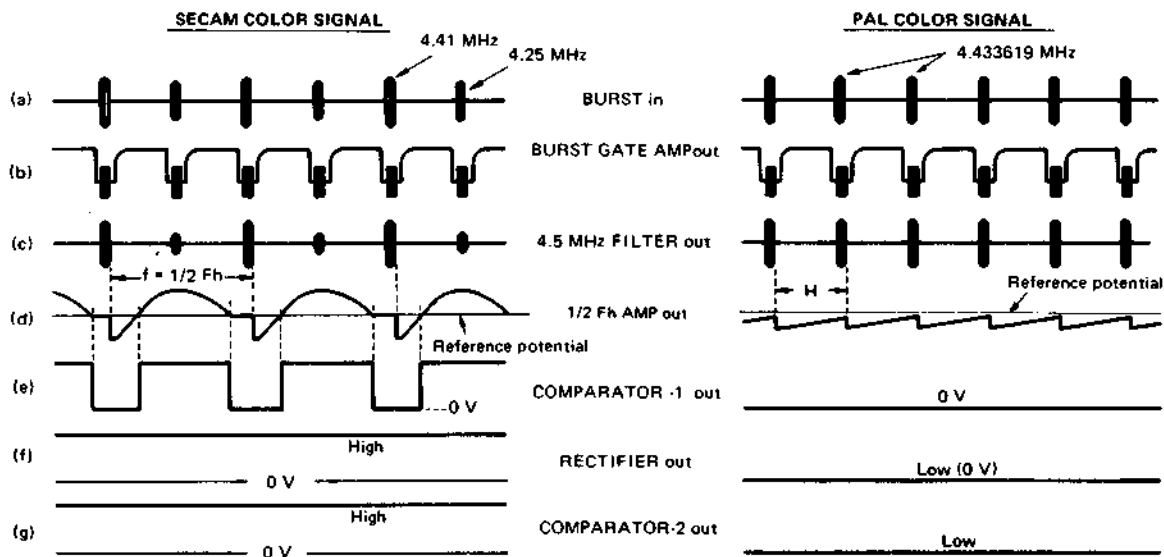 SECAM COLOR SIGNAL
PAL COLOR SIGNAL
4.41 MHz
4.25 MHz
4.433619 MHz
(a)
BURST in
(b)
BURST GATE AMPout
(c)
4.5 MHz FILTER out
f = 1/2 Fh
H
Reference potential
(d)
1/2 Fh AMP out
Reference potential
(e)
0 V
COMPARATOR -1 out
0 V
(f)
High
0 V
RECTIFIER out
Low (0 V)
(g)
High
0 V
COMPARATOR-2 out
Low